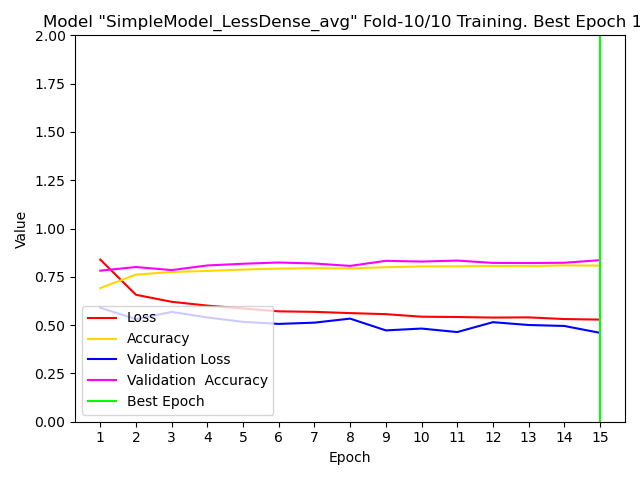 Model "SimpleModel_LessDense_avg" Fold-10/10 Training. Best Epoch 1
2.00
1.75
1.50
1.25
1.00
0.75
0.50
0.25
0.00
Value
Loss
Accuracy
Validation Loss
Validation  Accuracy
Best Epoch
1 2 3 4 5 6 7 8 9 10 11 12 13 14 15
Epoch